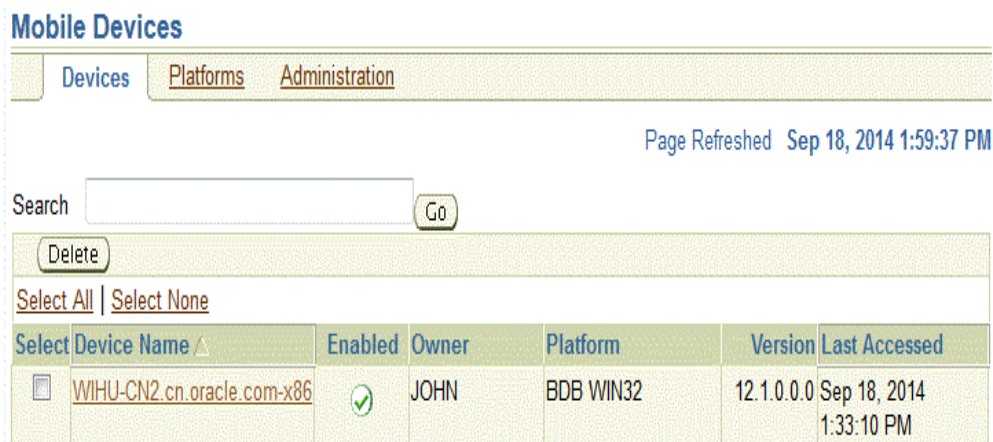 Mobile Devices
Devices Platforms Administration
Page Refreshed Sep 18, 2014 1:59:37 PM
Search Go
Delete
Select All | Select None
Select Device Name Enabled Owner Platform Version Last Accessed
WIHU-CN2.cn.oracle.com-x86 JOHN BDB WIN32 12.1.0.0.0 Sep 18, 2014
1:33:10 PM